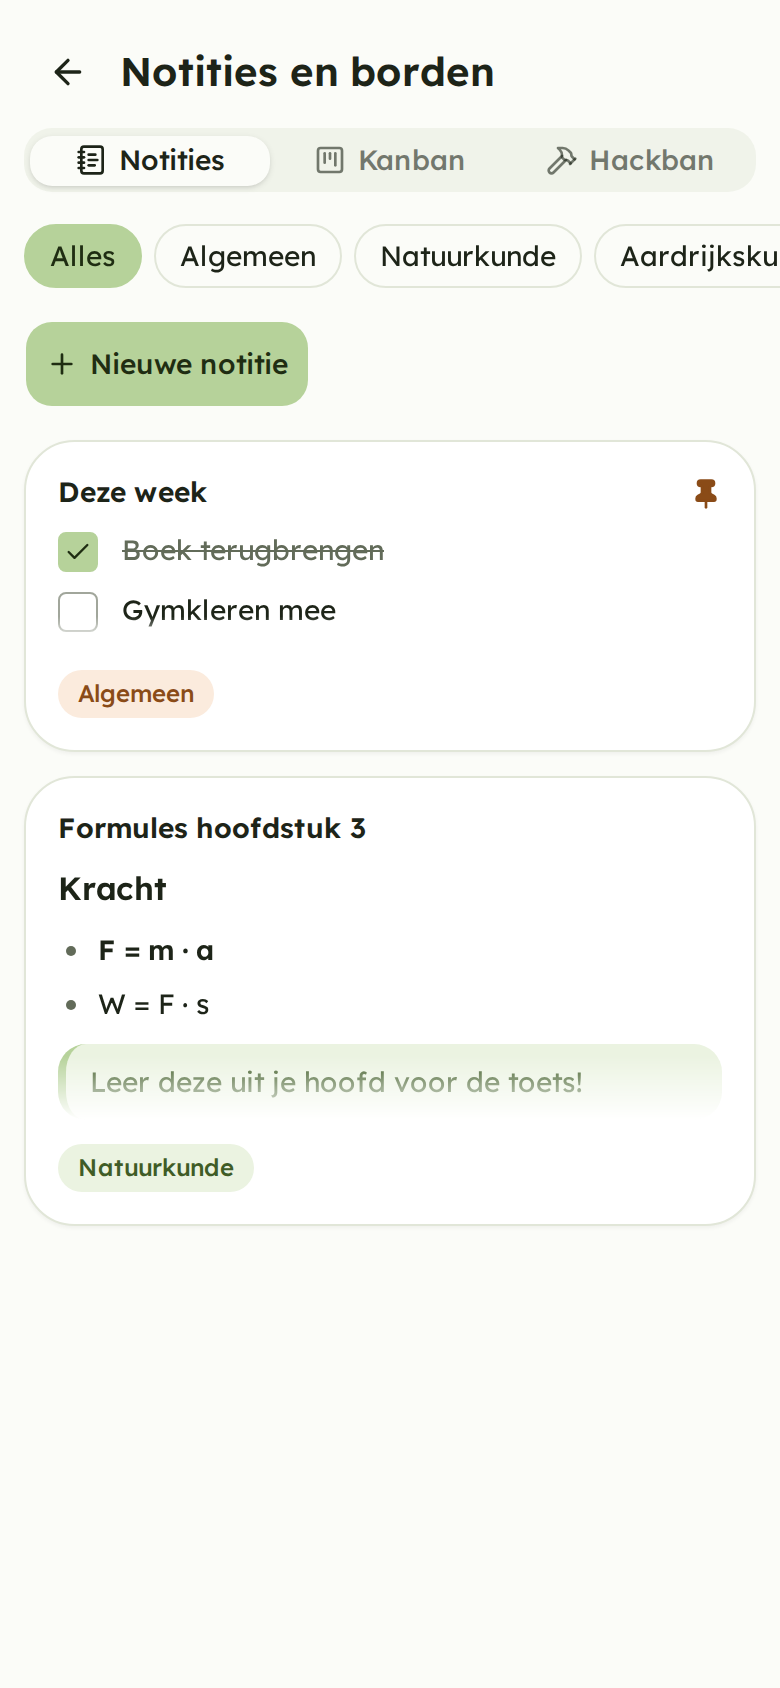 Notities en borden
Notities Kanban Hackban
Alles Algemeen Natuurkunde Aardrijksku
+ Nieuwe notitie
Deze week
Boek terugbrengen
Gymkleren mee
Algemeen
Formules hoofdstuk 3
Kracht
• F = m · a
• W = F · s
Leer deze uit je hoofd voor de toets!
Natuurkunde